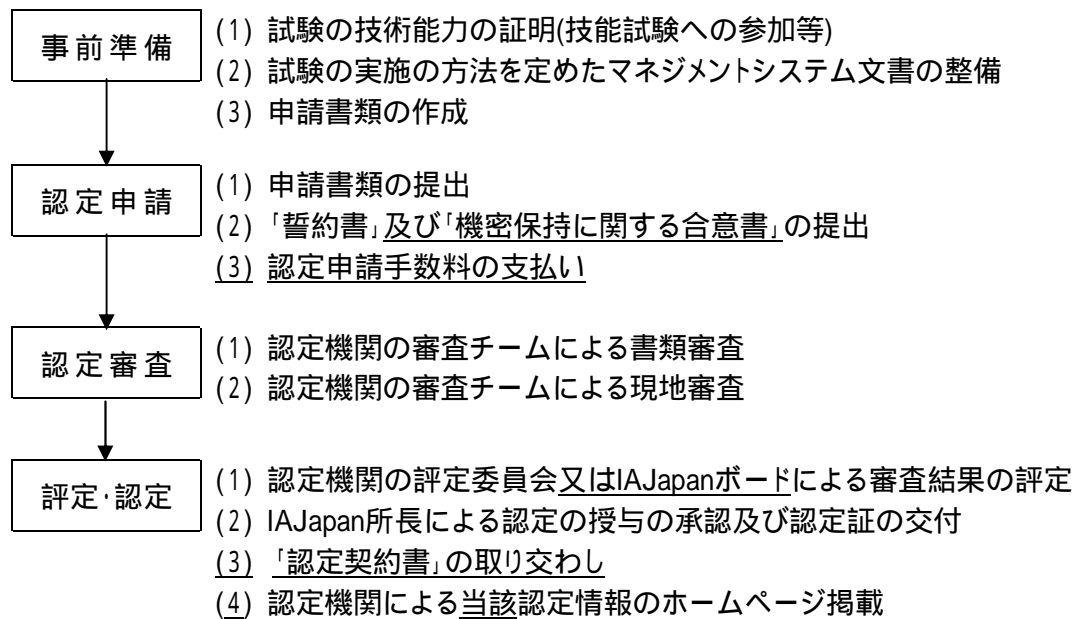 事前準備
(1) 試験の技術能力の証明(技能試験への参加等)
(2) 試験の実施の方法を定めたマネジメントシステム文書の整備
(3) 申請書類の作成
認定申請
(1) 申請書類の提出
(2) 「誓約書」及び「機密保持に関する合意書」の提出
(3) 認定申請手数料の支払い
認定審査
(1) 認定機関の審査チームによる書類審査
(2) 認定機関の審査チームによる現地審査
評定・認定
(1) 認定機関の評定委員会又はIAJapanボードによる審査結果の評定
(2) IAJapan所長による認定の授与の承認及び認定証の交付
(3) 「認定契約書」の取り交わし
(4) 認定機関による当該認定情報のホームページ掲載